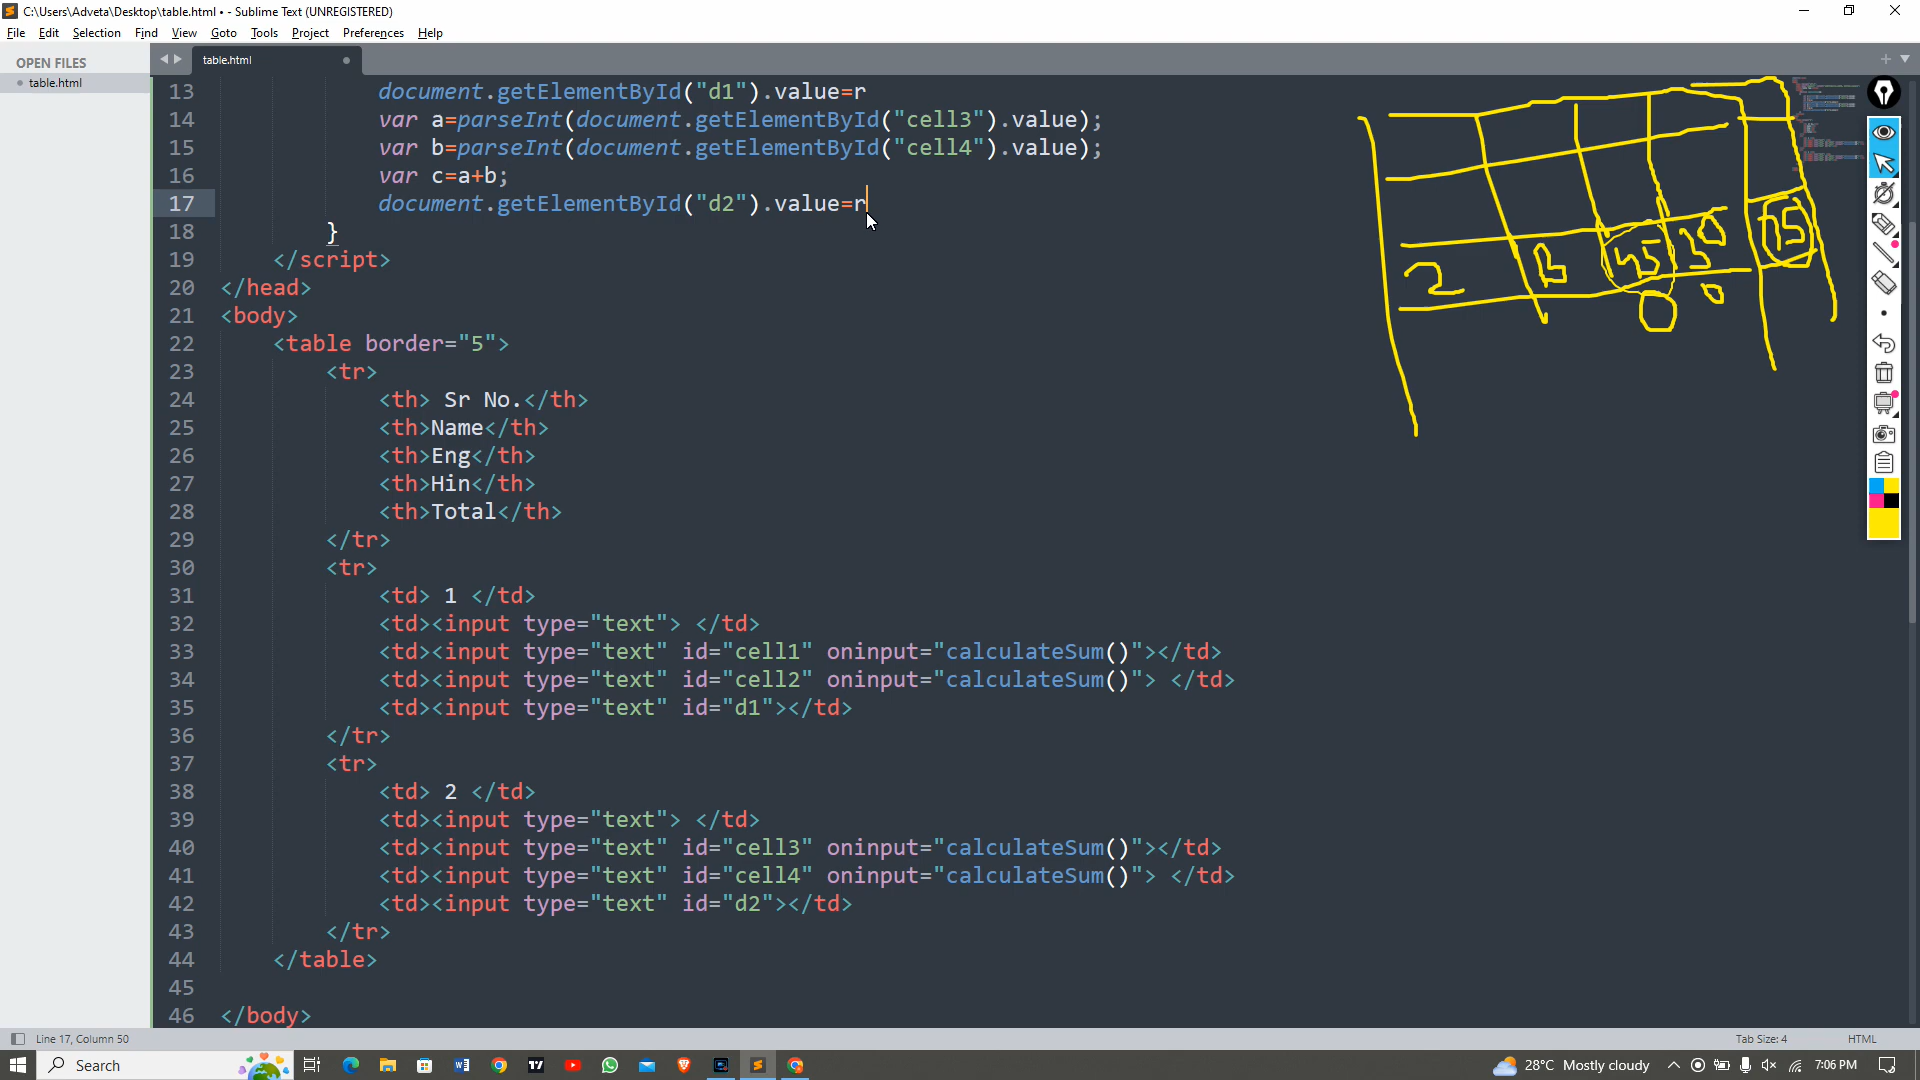 C:\Users\Adveta\Desktop\table.html • - Sublime Text (UNREGISTERED)
File Edit Selection Find View Goto Tools Project Preferences Help
OPEN FILES
table.html
table.html
13 document.getElementById("d1").value=r
14 var a=parseInt(document.getElementById("cell3").value);
15 var b=parseInt(document.getElementById("cell4").value);
16 var c=a+b;
17 document.getElementById("d2").value=r
18 }
19 </script>
20 </head>
21 <body>
22 <table border="5">
23 <tr>
24 <th> Sr No.</th>
25 <th>Name</th>
26 <th>Eng</th>
27 <th>Hin</th>
28 <th>Total</th>
29 </tr>
30 <tr>
31 <td> 1 </td>
32 <td><input type="text"> </td>
33 <td><input type="text" id="cell1" oninput="calculateSum()"></td>
34 <td><input type="text" id="cell2" oninput="calculateSum()"> </td>
35 <td><input type="text" id="d1"></td>
36 </tr>
37 <tr>
38 <td> 2 </td>
39 <td><input type="text"> </td>
40 <td><input type="text" id="cell3" oninput="calculateSum()"></td>
41 <td><input type="text" id="cell4" oninput="calculateSum()"> </td>
42 <td><input type="text" id="d2"></td>
43 </tr>
44 </table>
45
46 </body>
2 b 45 30 75
Line 17, Column 50
Tab Size: 4
HTML
Search
28°C Mostly cloudy
7:06 PM